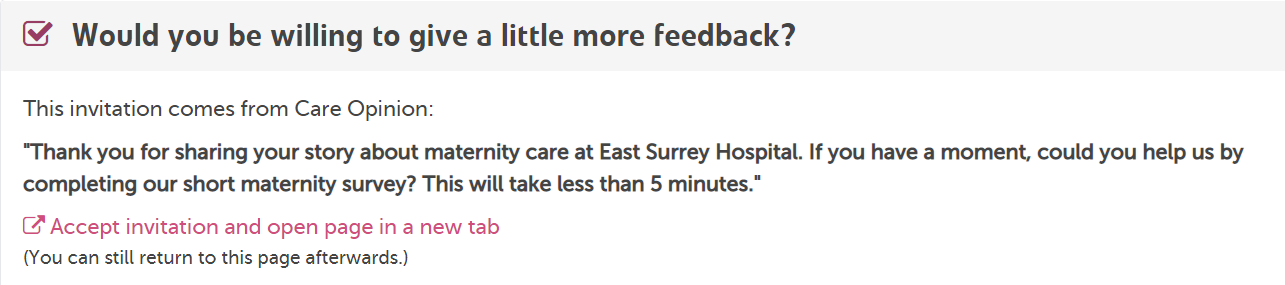 Would you be willing to give a little more feedback?
This invitation comes from Care Opinion:
"Thank you for sharing your story about maternity care at East Surrey Hospital. If you have a moment, could you help us by
completing our short maternity survey? This will take less than 5 minutes."
Accept invitation and open page in a new tab
(You can still return to this page afterwards.)